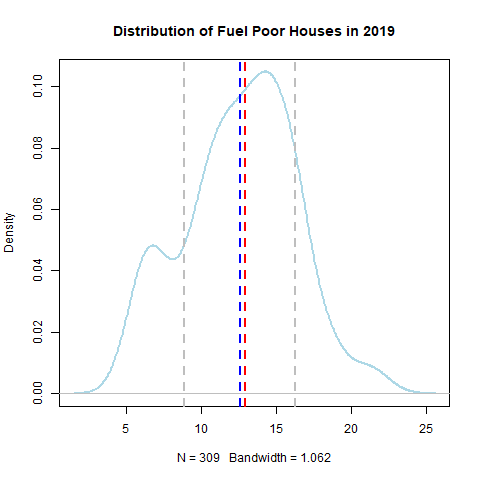 Distribution of Fuel Poor Houses in 2019
Density
0.00
0.02
0.04
0.06
0.08
0.10
5 10 15 20 25
N = 309 Bandwidth = 1.062